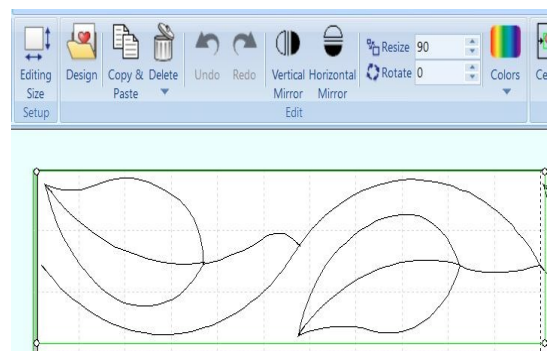 Editing Size
Design
Copy & Paste
Delete
Undo
Redo
Vertical Mirror
Horizontal Mirror
Resize 90
Rotate 0
Colors
Setup
Edit